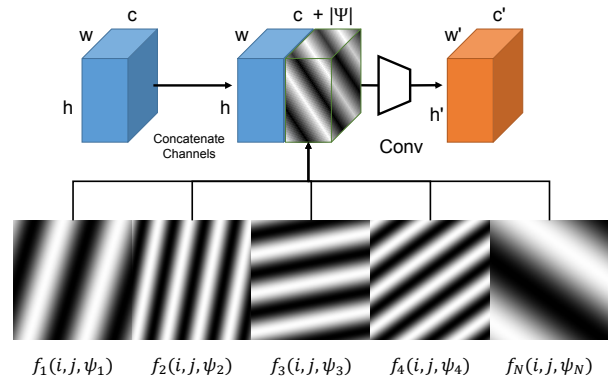 c
w
h
Concatenate
Channels
c + |Ψ|
w
h
Conv
c'
w'
h'
f₁(i, j, ψ₁)
f₂(i, j, ψ₂)
f₃(i, j, ψ₃)
f₄(i, j, ψ₄)
f_N(i, j, ψ_N)